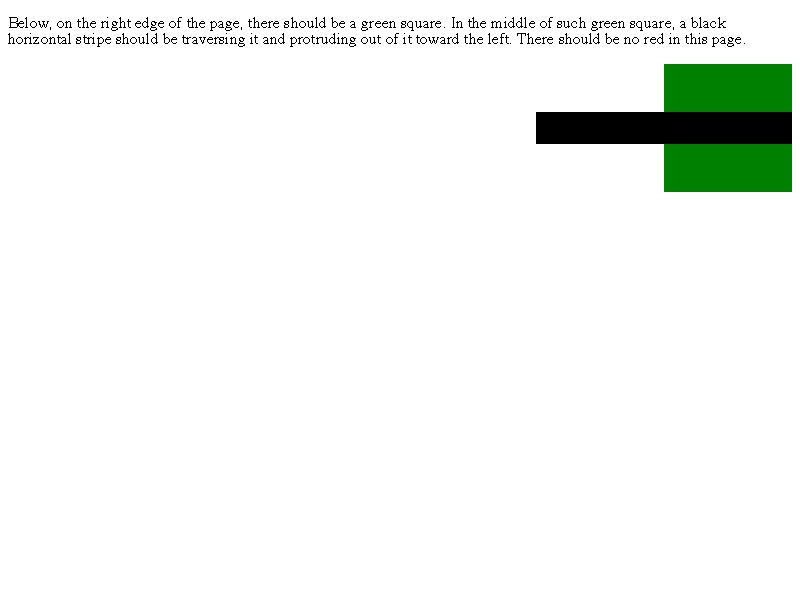 Below, on the right edge of the page, there should be a green square. In the middle of such green square, a black
horizontal stripe should be traversing it and protruding out of it toward the left. There should be no red in this page.